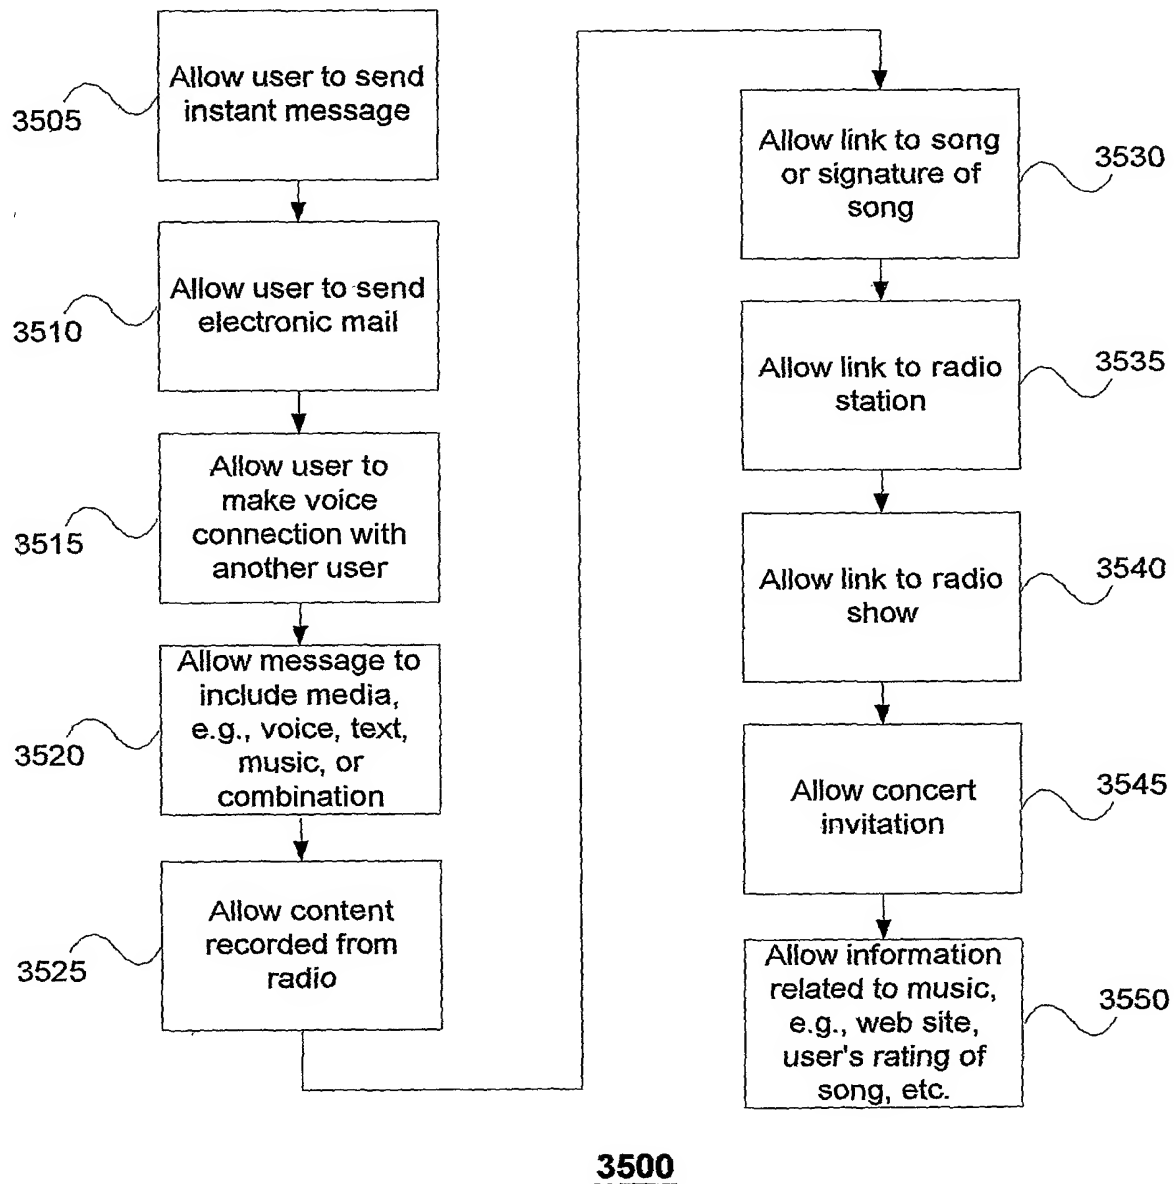 3505
Allow user to send
instant message
3510
Allow user to send
electronic mail
3515
Allow user to
make voice
connection with
another user
3520
Allow message to
include media,
e.g., voice, text,
music, or
combination
3525
Allow content
recorded from
radio
Allow link to song
or signature of
song
3530
Allow link to radio
station
3535
Allow link to radio
show
3540
Allow concert
invitation
3545
Allow information
related to music,
e.g., web site,
user's rating of
song, etc.
3550
3500